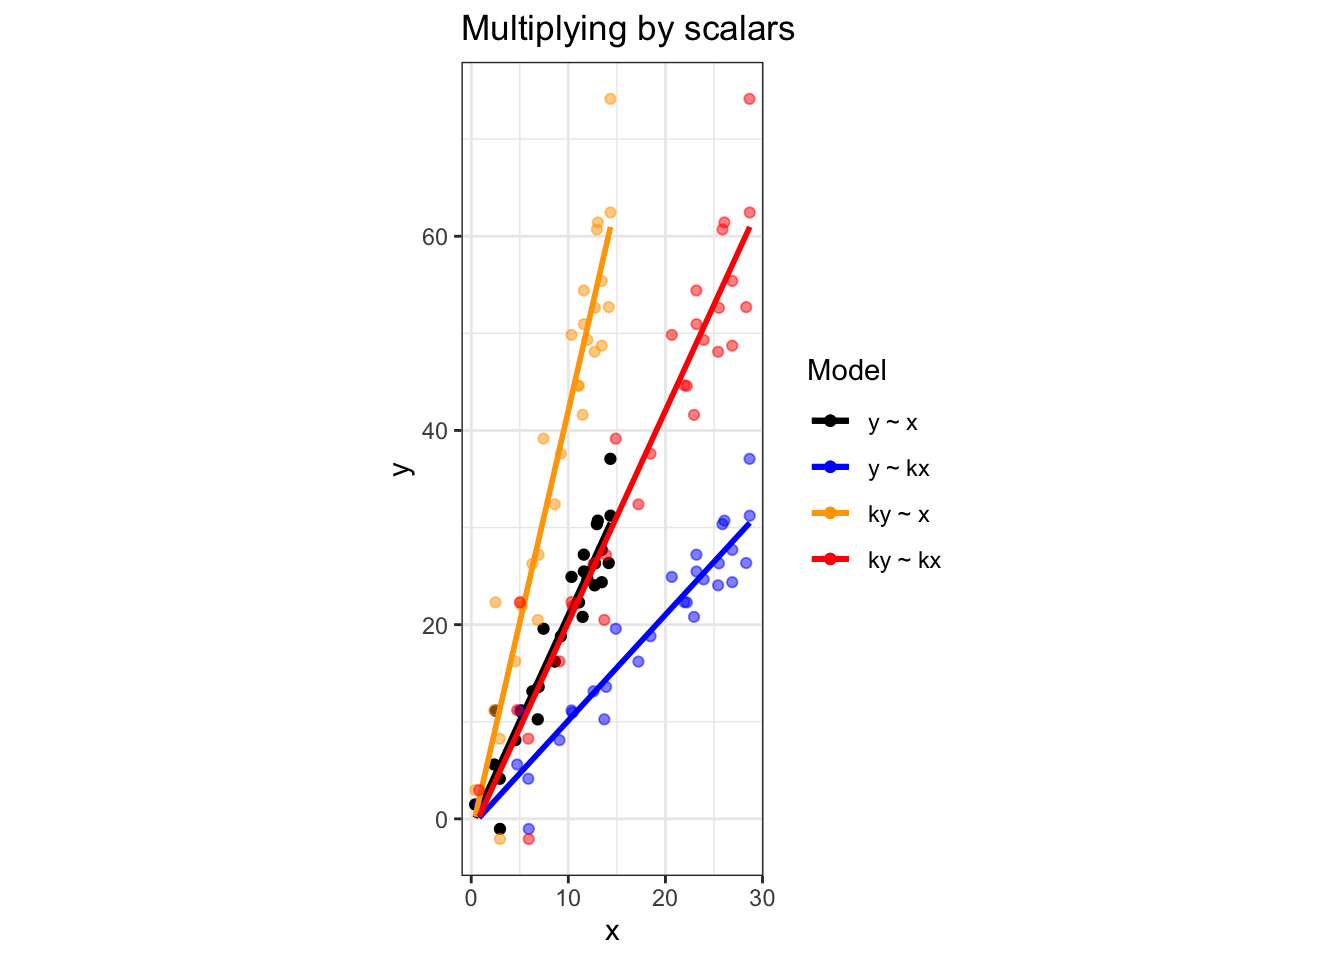 Multiplying by scalars
60
40
20
0
y
0 10 20 30
x
Model
y ~ x
y ~ kx
ky ~ x
ky ~ kx